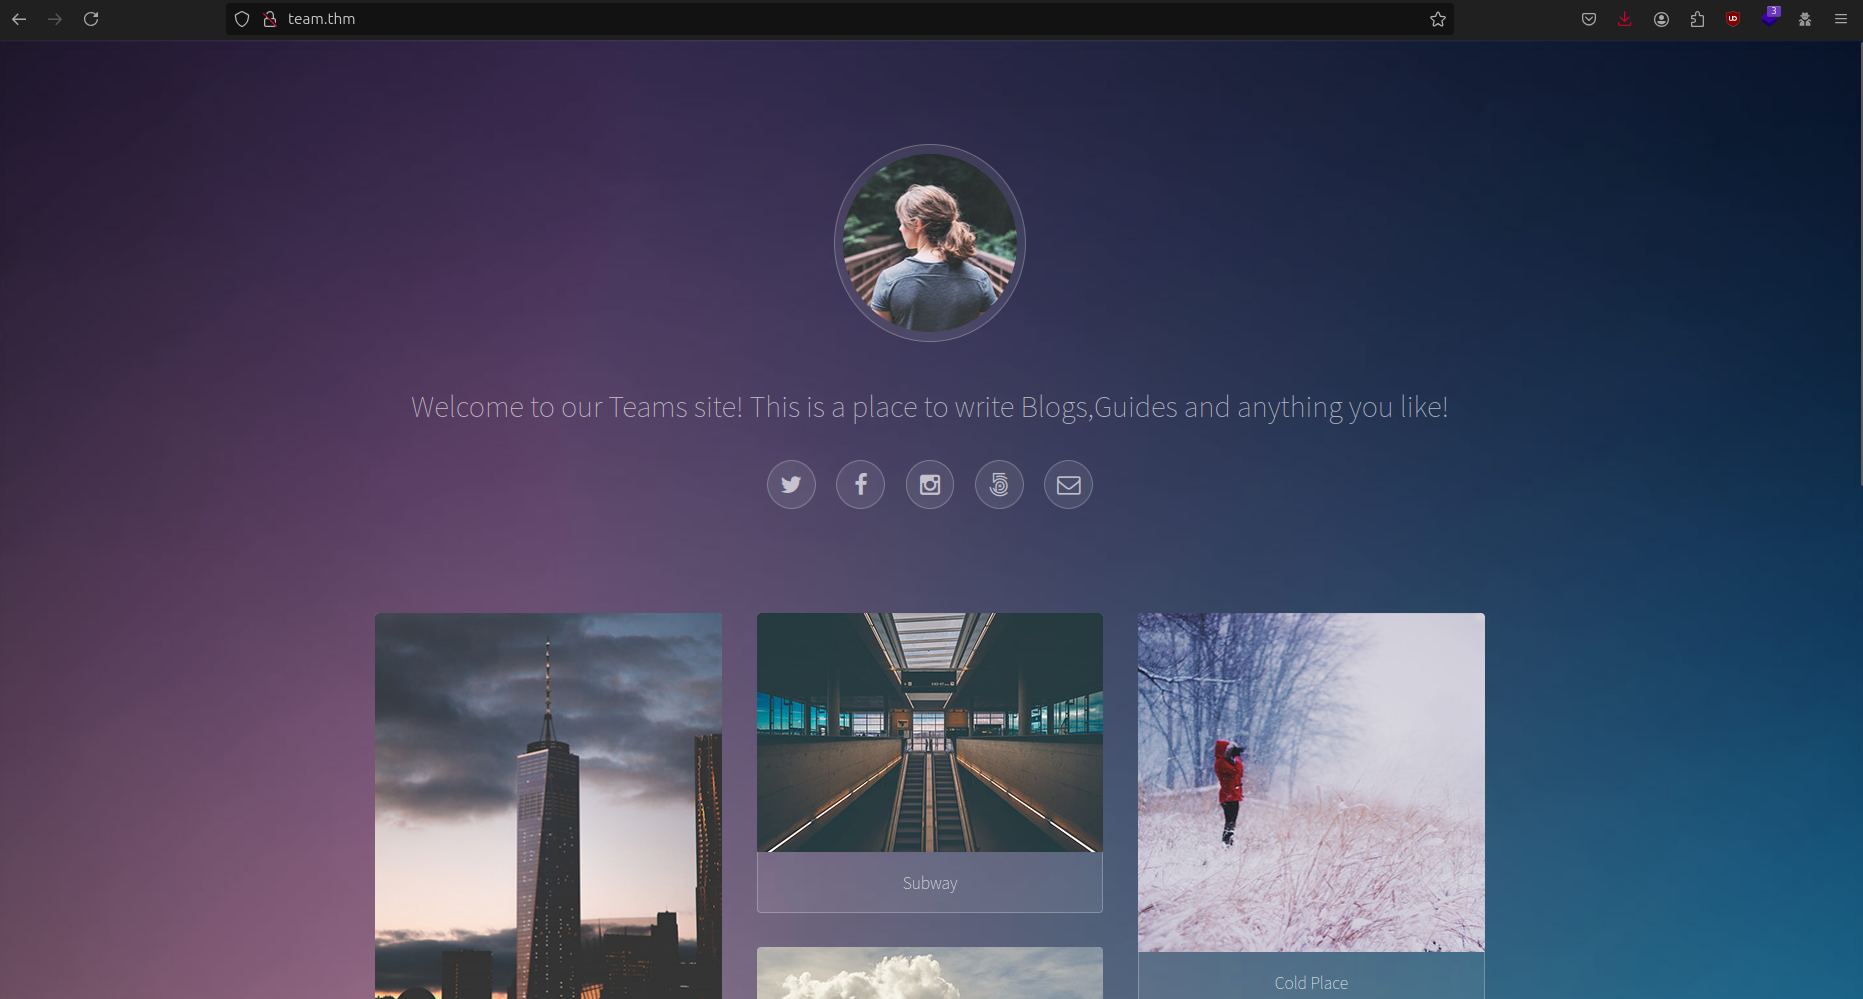 team.thm
3
Welcome to our Teams site! This is a place to write Blogs,Guides and anything you like!
Subway
Cold Place